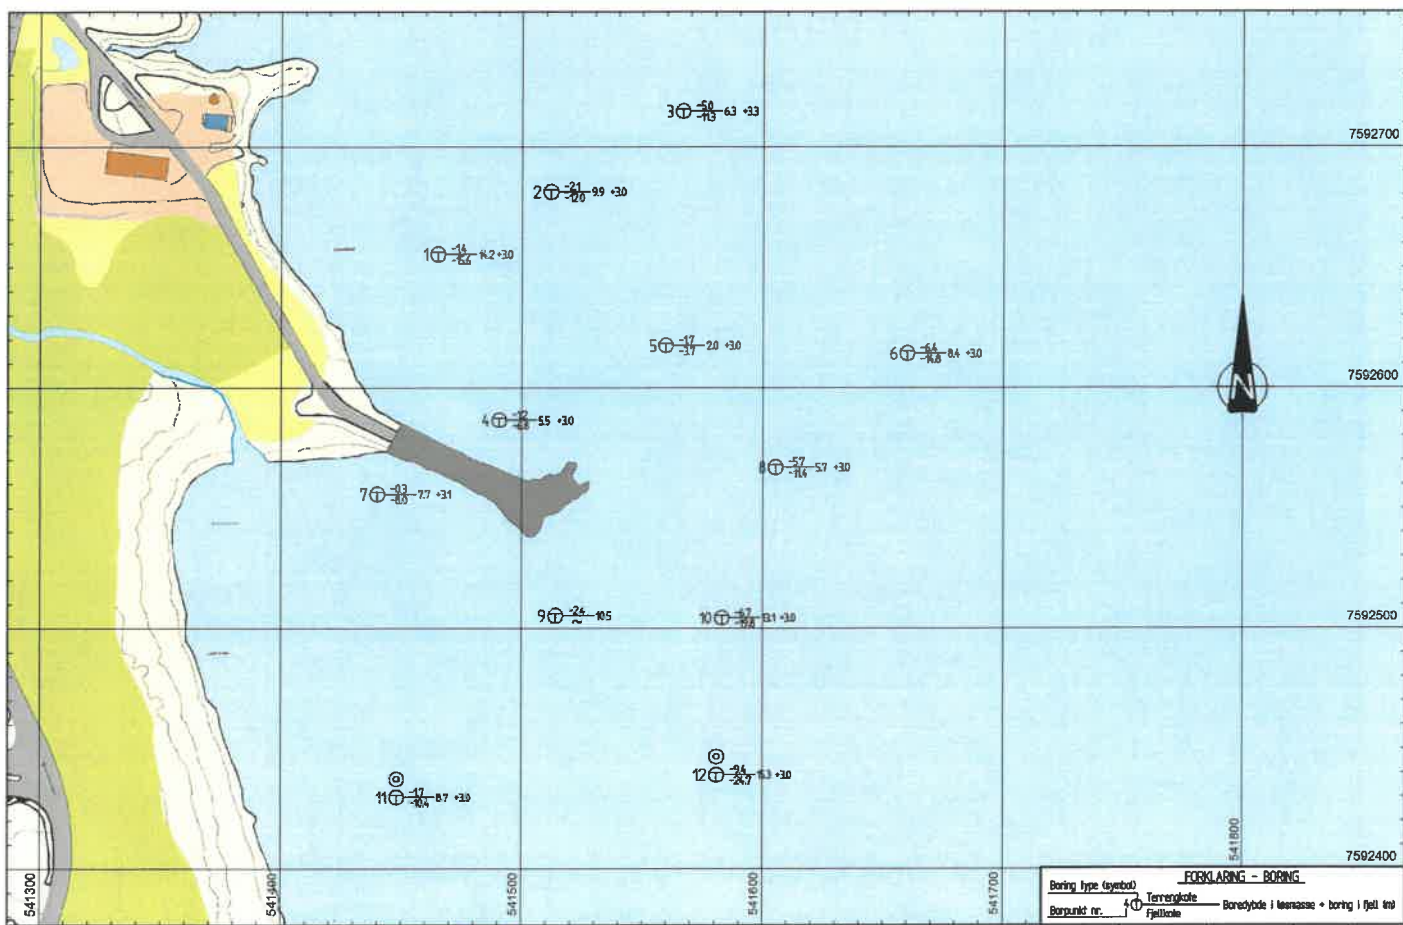 3 -5.0 6.3 +3.3
-11.3
7592700
2 -2.1 9.9 +3.0
-12.0
1 -1.4 14.2 +3.0
-15.6
5 -1.7 2.0 +3.0
-3.7
6 -6.4 8.4 +3.0
-14.8
N
7592600
4 5.5 +3.0
8 -5.7 5.7 +3.0
-11.4
7 -0.3 7.7 +3.1
-8.0
9 -2.4 10.5
~
10 13.1 +3.0
7592500
12 -9.4 15.3 +3.0
-24.7
11 -1.7 8.7 +3.0
-10.4
7592400
541300
541400
541500
541600
541700
541800
FORKLARING - BORING
Boring type (symbol)
Borpunkt nr.
Terrengkote
Fjellkote
Boredybde i løsmasse + boring i fjell (m)